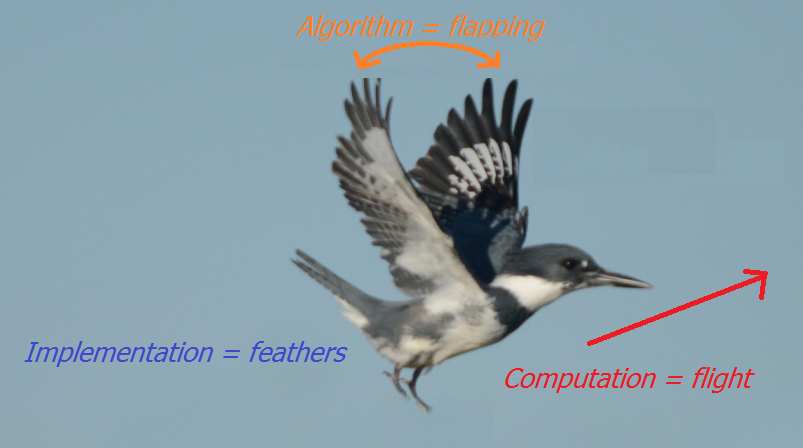 Algorithm = flapping
Implementation = feathers
Computation = flight